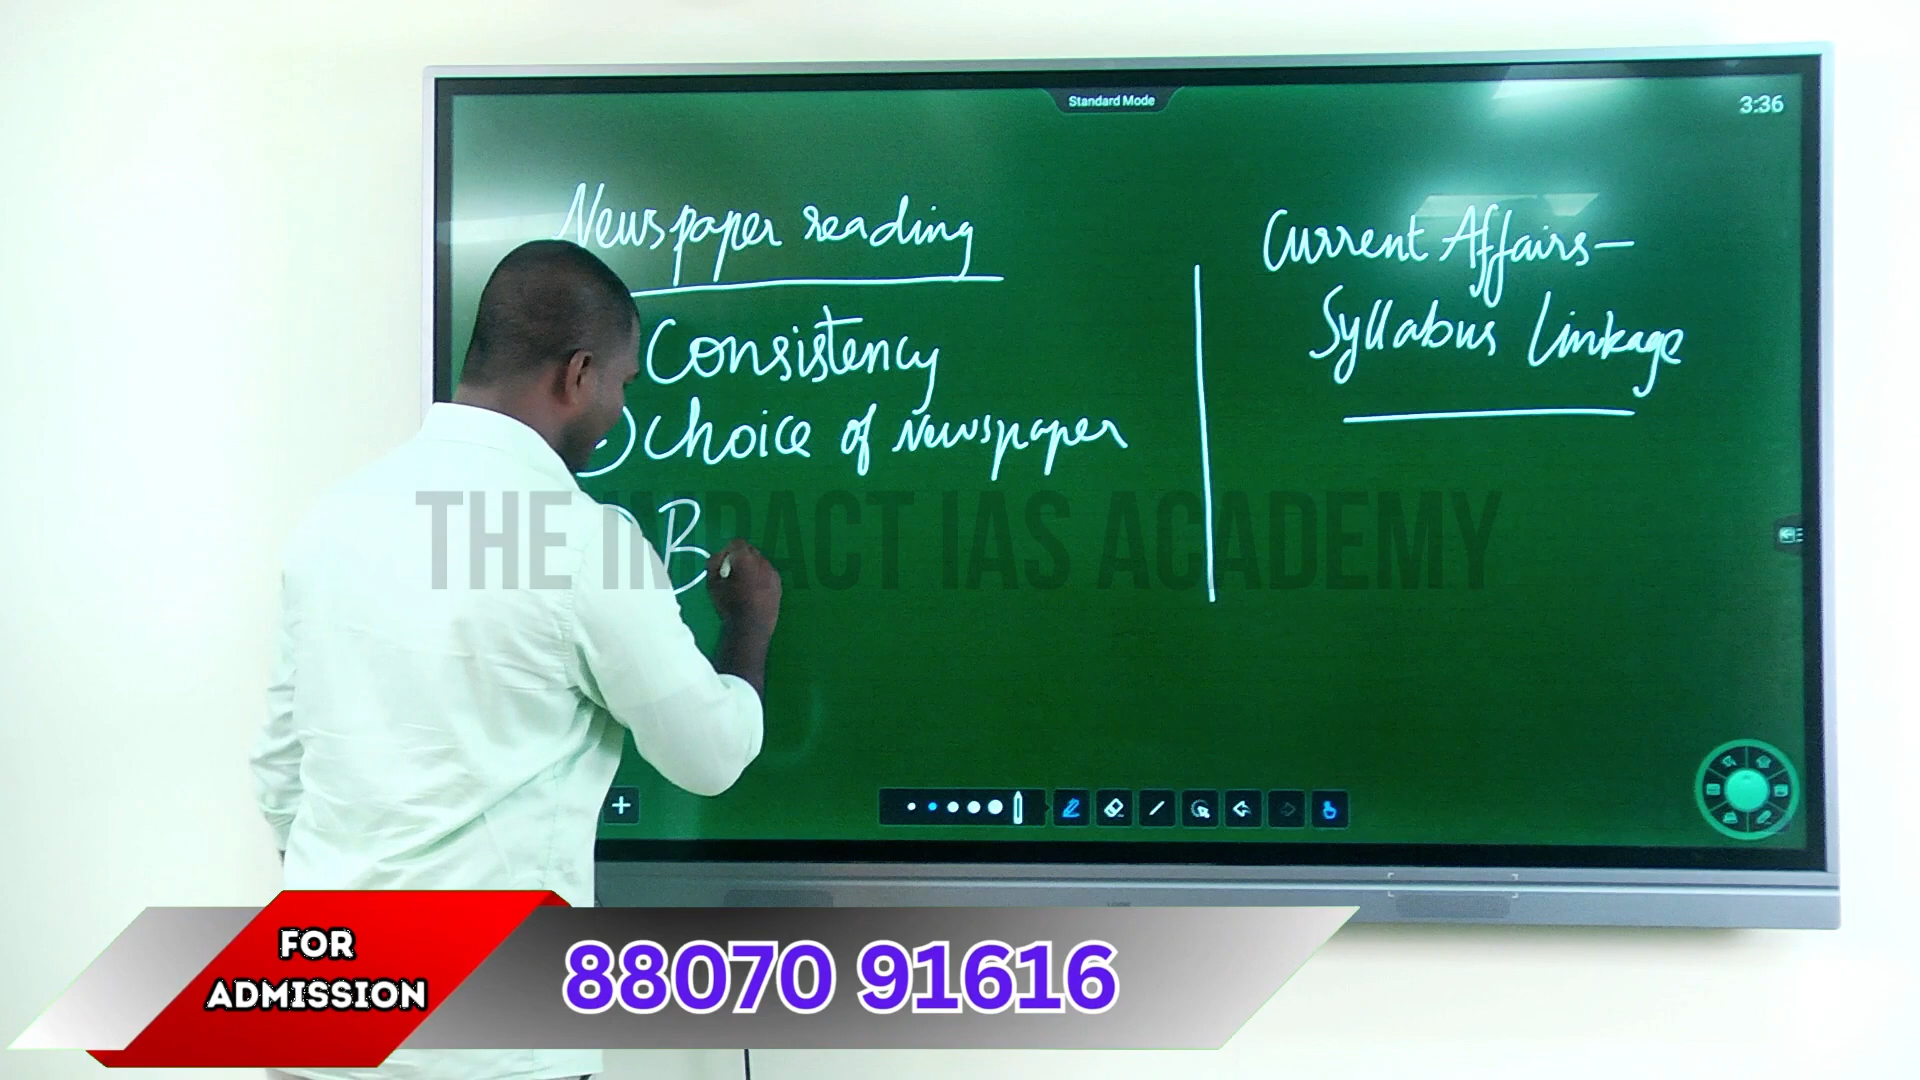 Standard Mode
3:36
Newspaper reading
Consistency
Choice of Newspaper
B
Current Affairs-
Syllabus Linkage
THE IMPACT IAS ACADEMY
FOR
ADMISSION
88070 91616